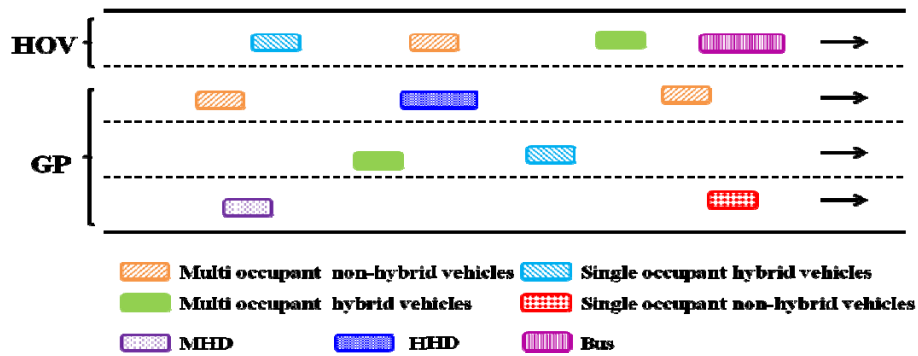 HOV
GP
Multi occupant non-hybrid vehicles Single occupant hybrid vehicles
Multi occupant hybrid vehicles Single occupant non-hybrid vehicles
MHD HHD Bus